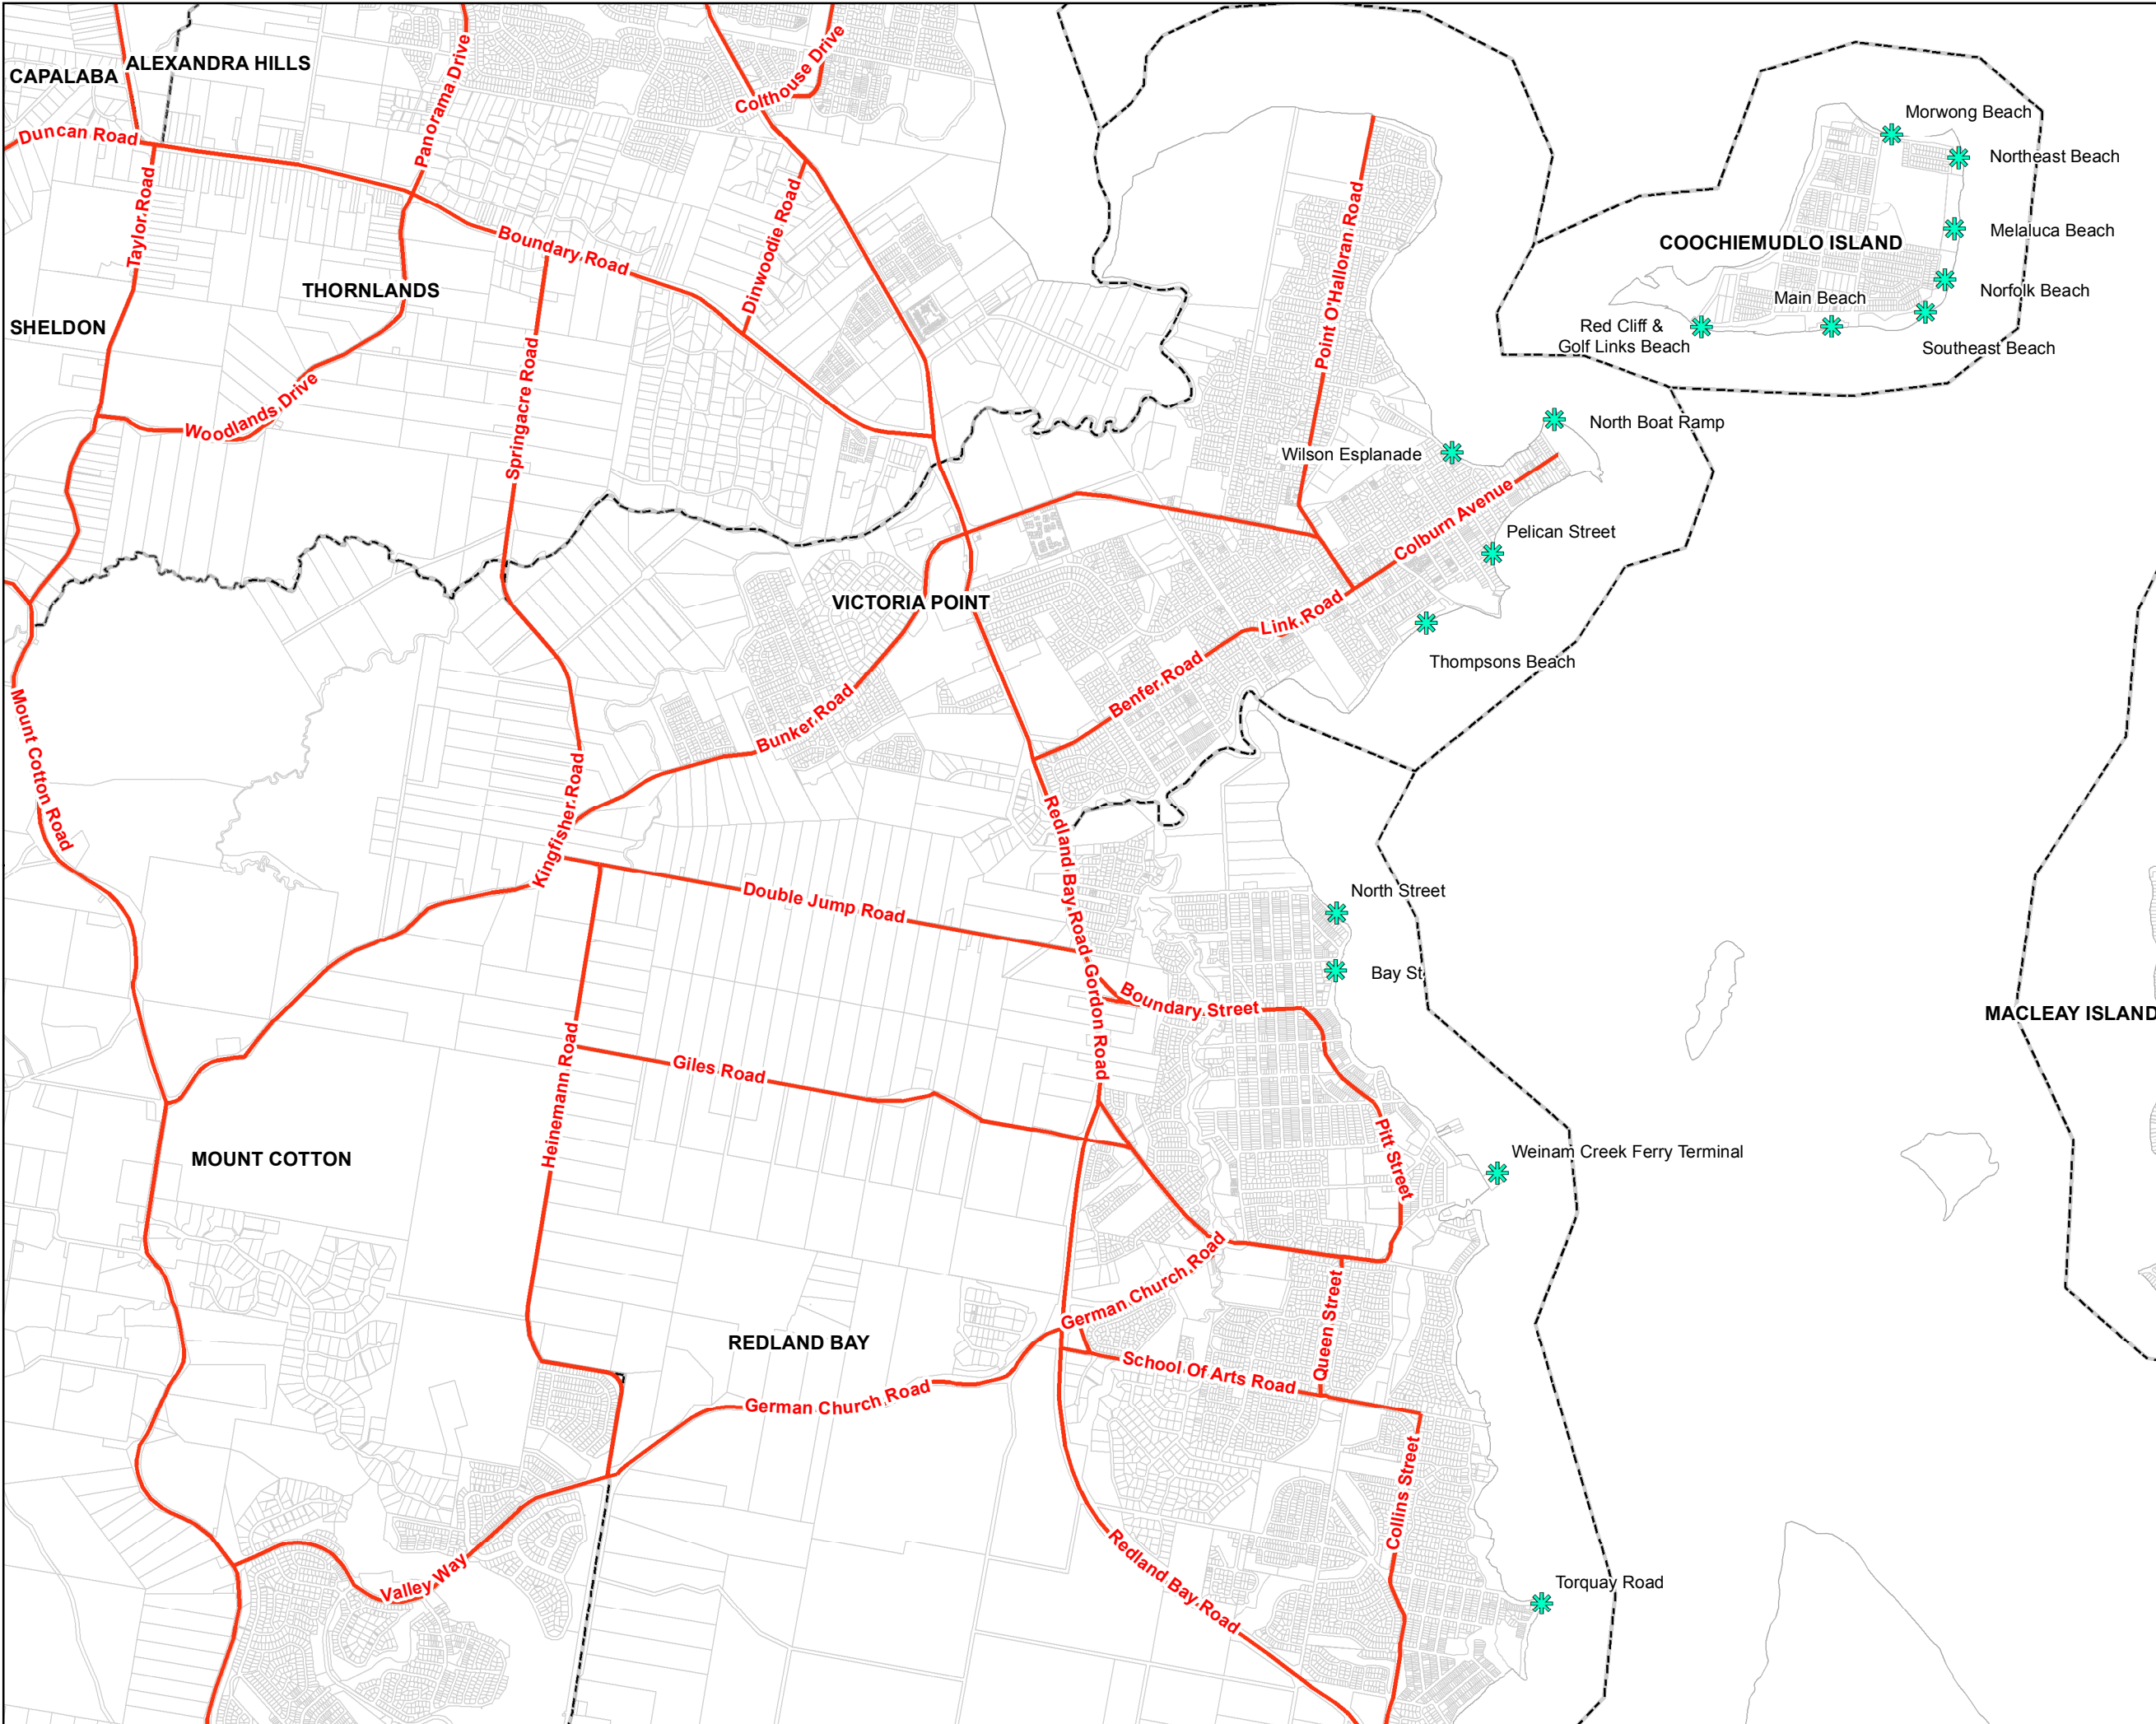 CAPALABA
ALEXANDRA HILLS
Panorama Drive
Colthouse Drive
Duncan Road
Taylor Road
Morwong Beach
Northeast Beach
Boundary Road
Dinwoodie Road
Point O'Halloran Road
COOCHIEMUDLO ISLAND
Melaluca Beach
THORNLANDS
SHELDON
Main Beach
Norfolk Beach
Red Cliff &
Golf Links Beach
Southeast Beach
Woodlands Drive
Springacre Road
North Boat Ramp
Wilson Esplanade
Colburn Avenue
Pelican Street
VICTORIA POINT
Link Road
Thompsons Beach
Benfer Road
Bunker Road
Mount Cotton Road
Kingfisher Road
Redland Bay Road
Double Jump Road
North Street
Bay St
Gordon Road
Boundary Street
MACLEAY ISLAND
Giles Road
Heinemann Road
MOUNT COTTON
Pitt Street
Weinam Creek Ferry Terminal
German Church Road
Queen Street
REDLAND BAY
School Of Arts Road
German Church Road
Collins Street
Redland Bay Road
Valley Way
Torquay Road